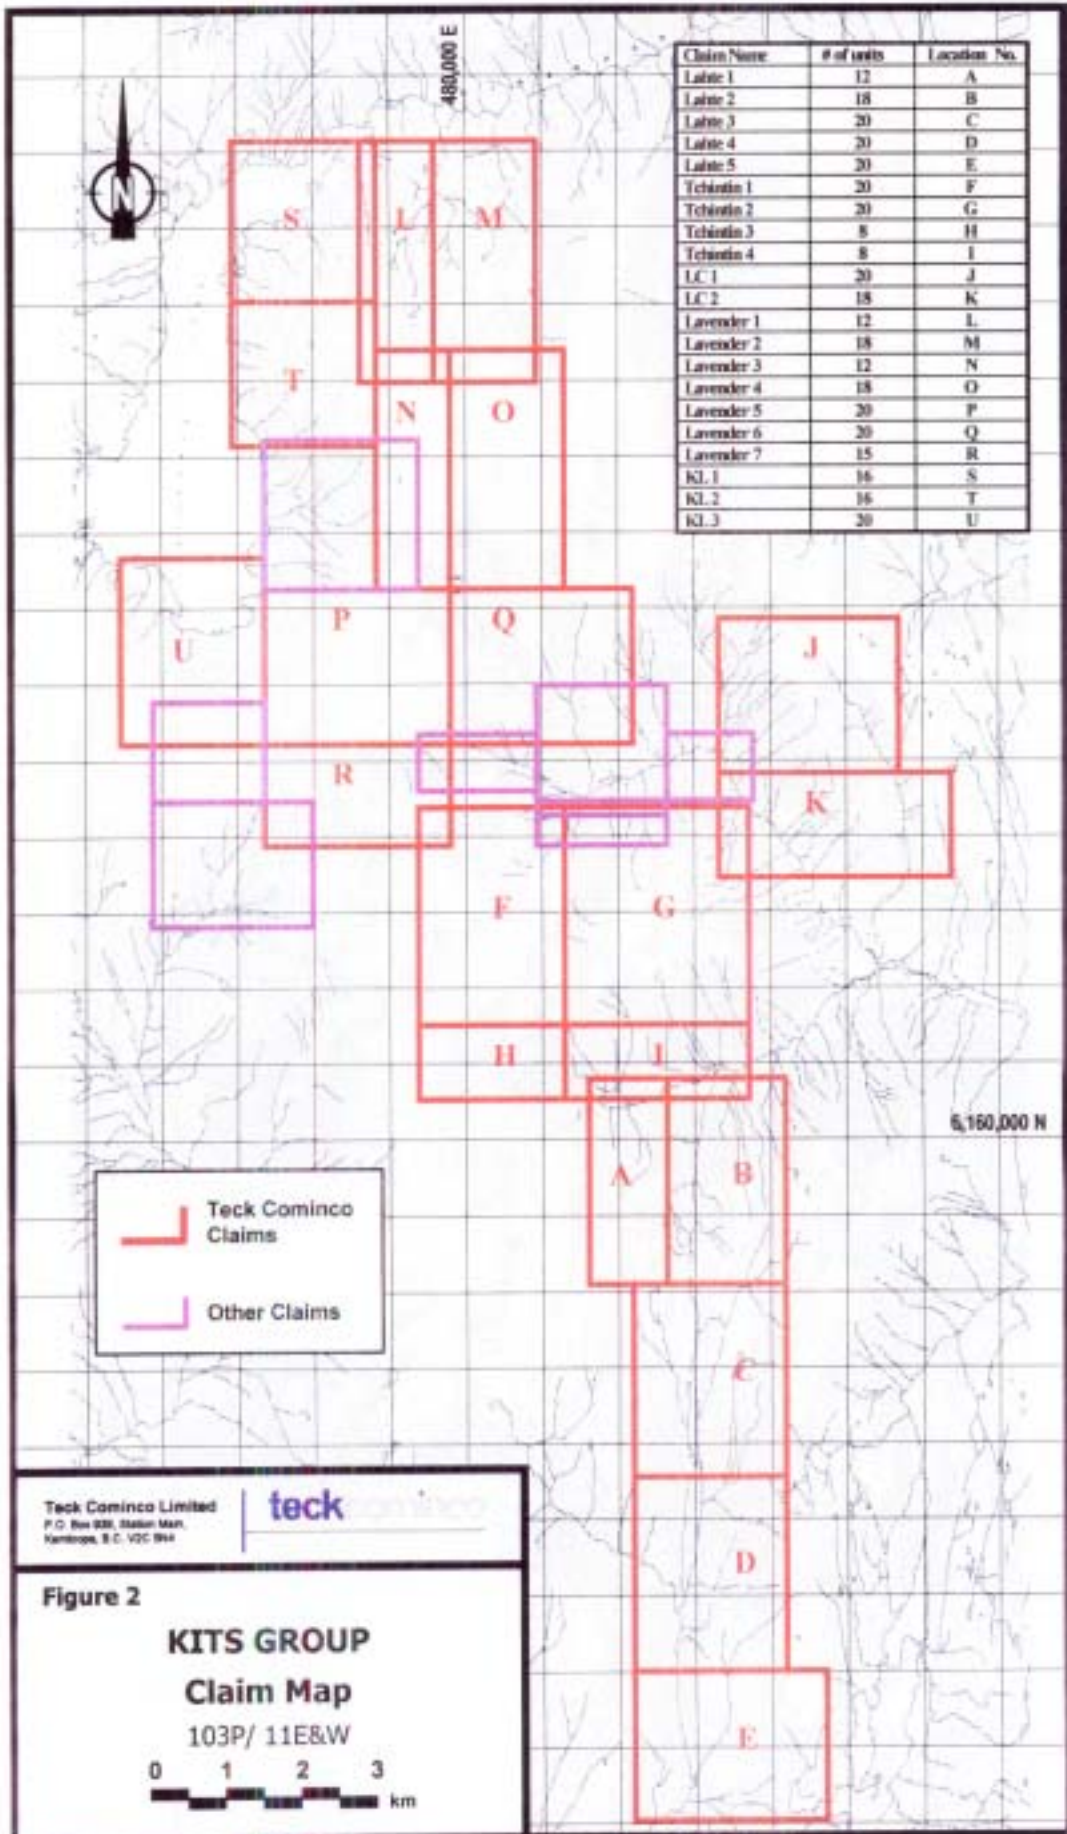 480,000 E
Claim Name # of units Location No.
Lahte 1 12 A
Lahte 2 18 B
Lahte 3 20 C
Lahte 4 20 D
Lahte 5 20 E
Tchintin 1 20 F
Tchintin 2 20 G
Tchintin 3 8 H
Tchintin 4 8 I
LC 1 20 J
LC 2 18 K
Lavender 1 12 L
Lavender 2 18 M
Lavender 3 12 N
Lavender 4 18 O
Lavender 5 20 P
Lavender 6 20 Q
Lavender 7 15 R
KL 1 16 S
KL 2 16 T
KL 3 20 U
N
S L M
T N O
U P Q J
R K
F G
H I
6,160,000 N
A B
C
D
E
Teck Cominco
Claims
Other Claims
Teck Cominco Limited
P.O. Box Station Main,
Kamloops, B.C. V2C
teck cominco
Figure 2
KITS GROUP
Claim Map
103P/ 11E&W
0 1 2 3
km